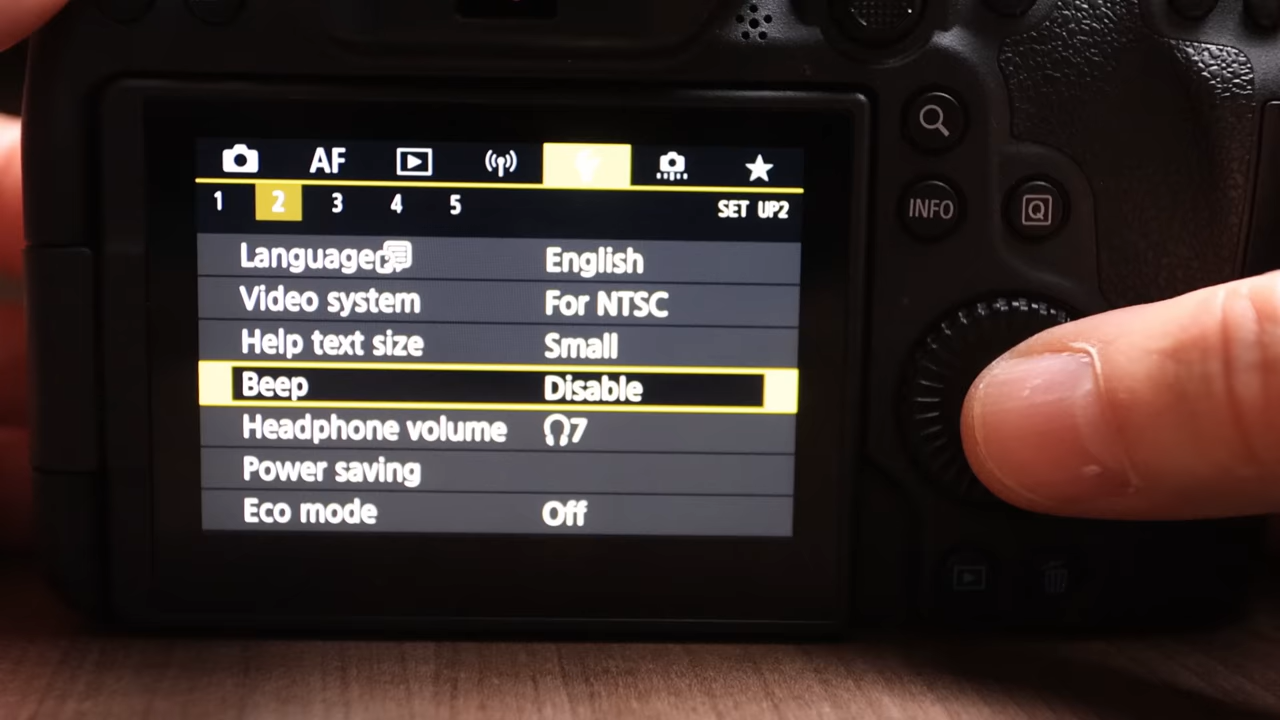 AF
1 2 3 4 5 SET UP2
Language English
Video system For NTSC
Help text size Small
Beep Disable
Headphone volume 7
Power saving
Eco mode Off
INFO
Q